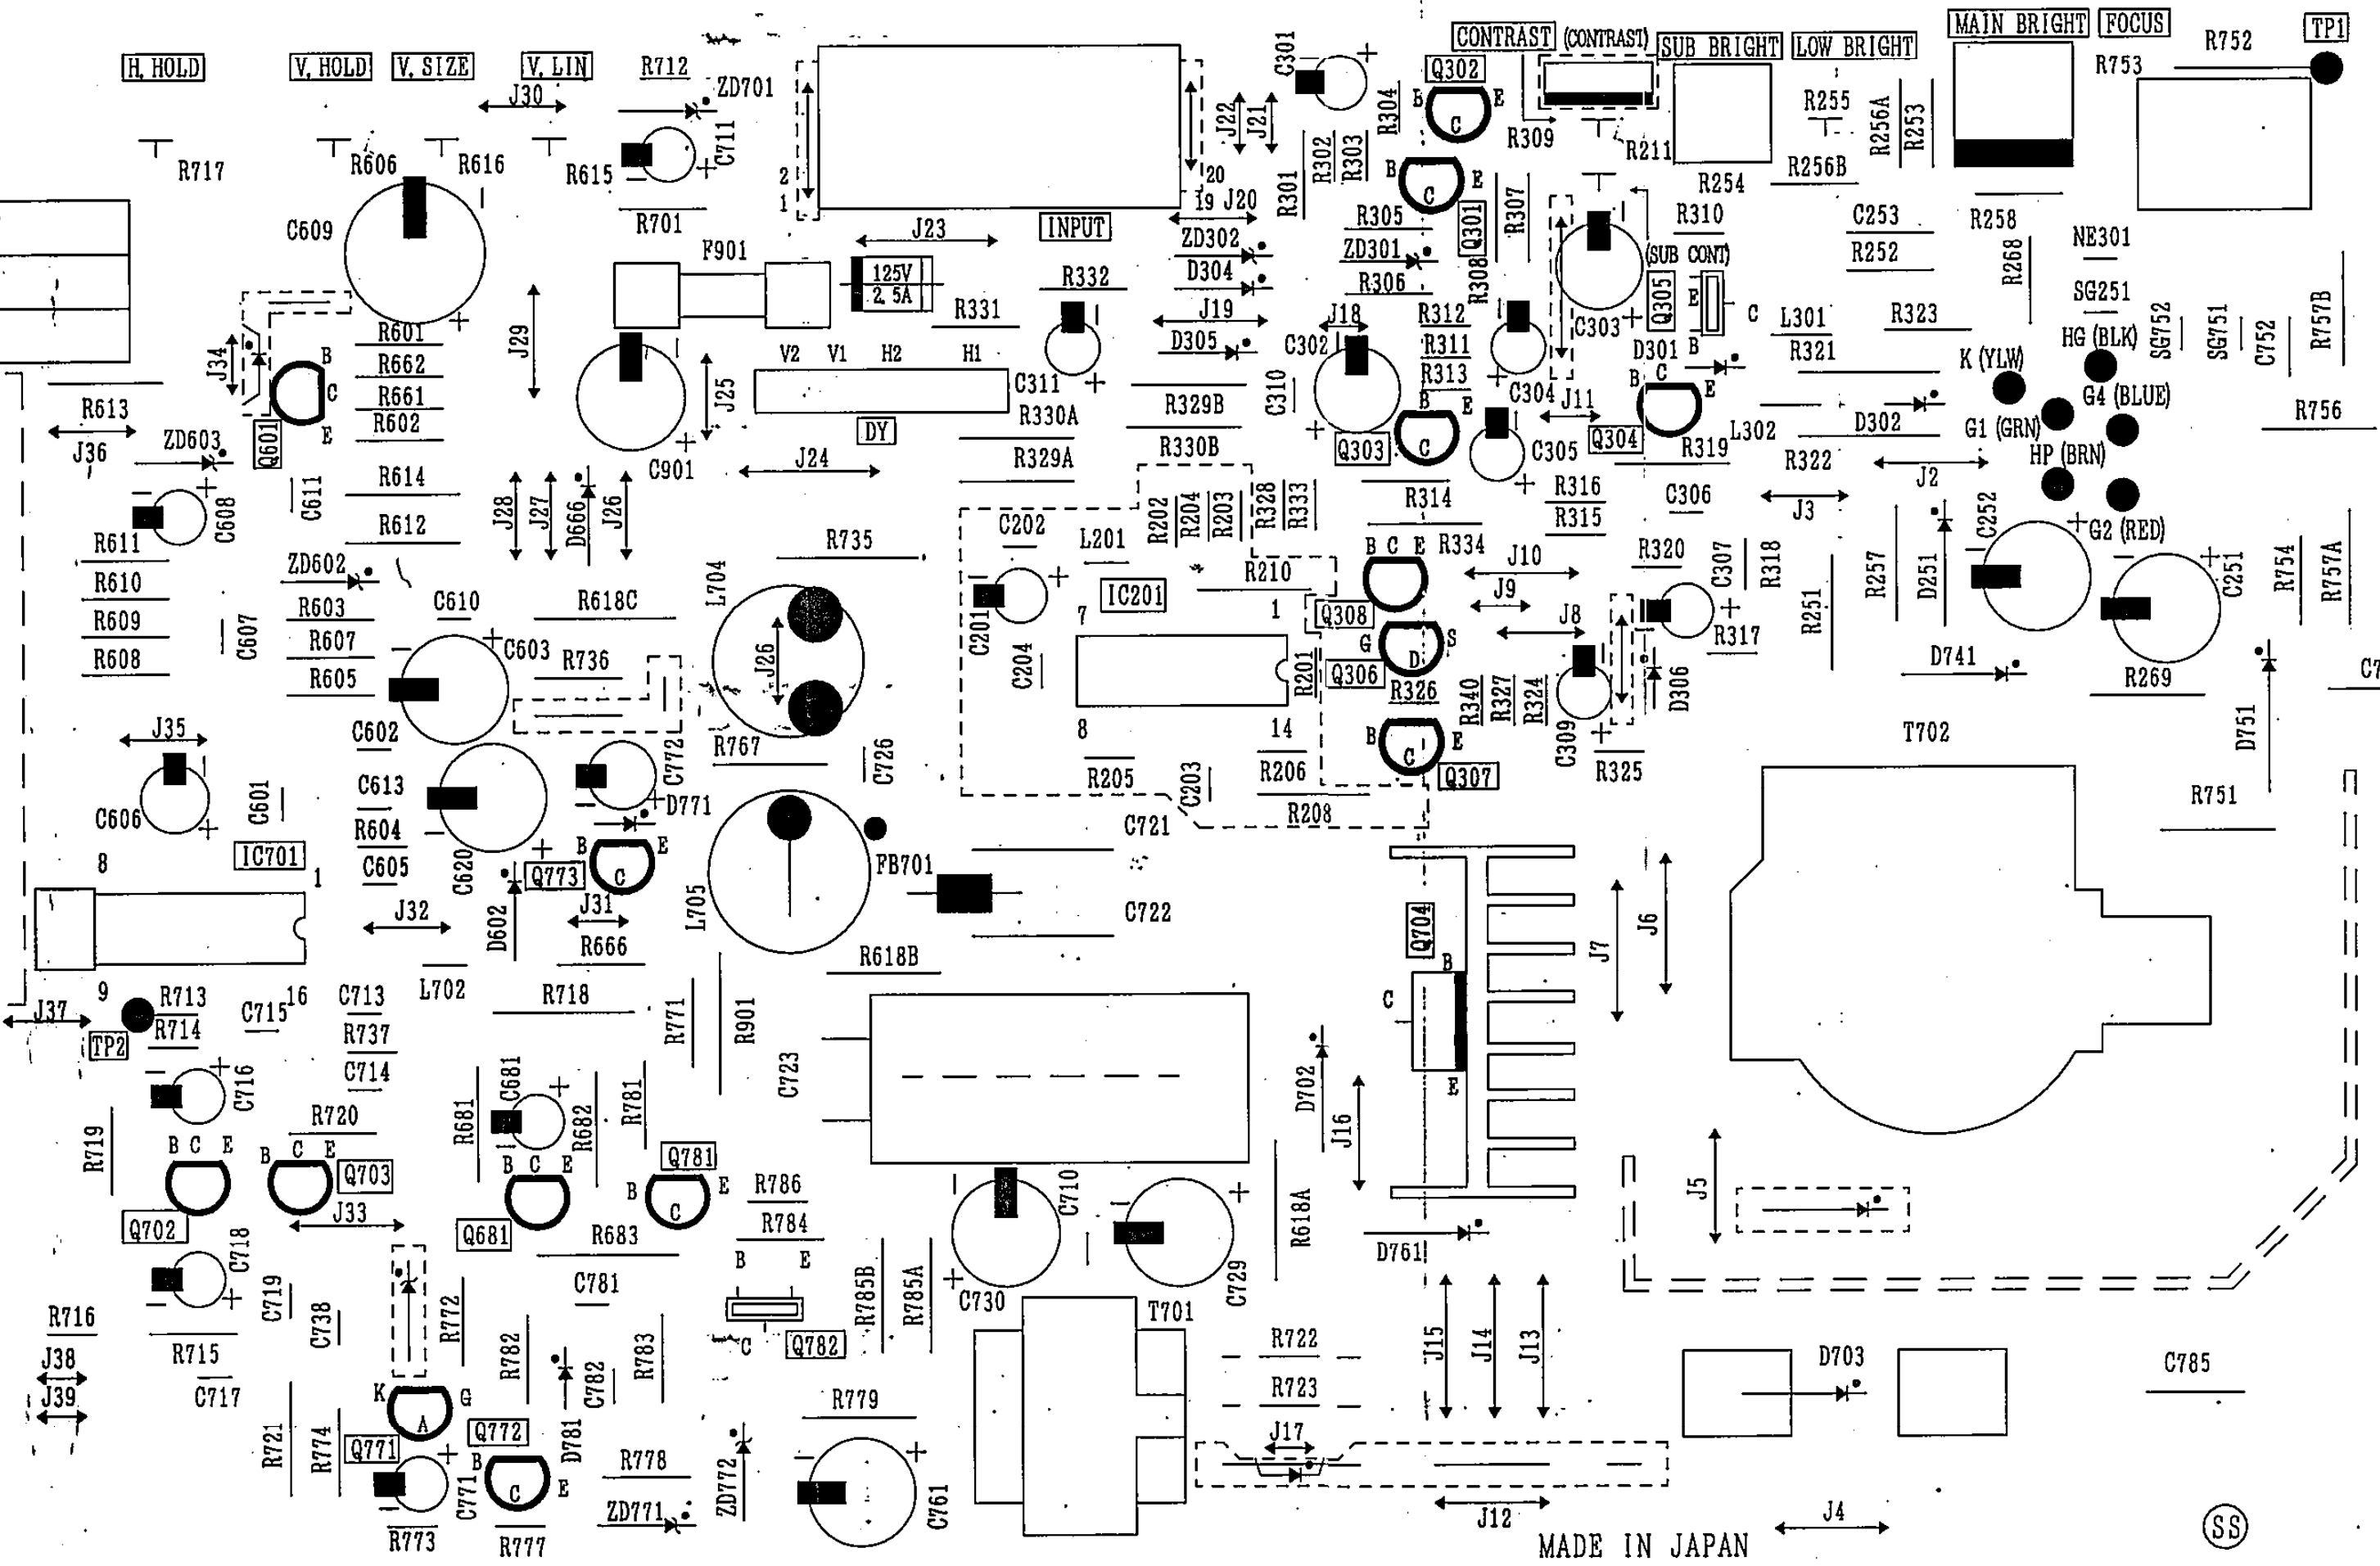 H. HOLD
V. HOLD
V. SIZE
V. LIN
R712
C301
CONTRAST (CONTRAST)
SUB BRIGHT
LOW BRIGHT
MAIN BRIGHT
FOCUS
R752
TP1
J30
ZD701
Q302
R753
B
E
C
R304
R309
R255
R256A
R253
J22
J21
R302
R303
R301
R211
R717
R606
R616
R615
C711
2
1
20
19
J20
B
E
C
R254
R256B
R701
J23
INPUT
R305
Q301
R307
R310
C253
R258
C609
F901
ZD302
ZD301
(SUB CONT)
R252
R268
NE301
125V
2.5A
R332
D304
R306
R308
Q305
E
C
B
SG251
R331
J19
J18
R312
C303
L301
R323
SG752
SG751
C752
R757B
J34
R601
J29
V2
V1
H2
H1
D305
C302
R311
D301
R321
HG (BLK)
K (YLW)
B
C
E
R662
J25
C311
C310
R313
C304
B
C
E
G4 (BLUE)
R613
R661
R330A
R329B
J11
R602
DY
B
E
C
L302
D302
G1 (GRN)
R756
J36
ZD603
Q601
R330B
Q303
C305
Q304
R319
R322
HP (BRN)
C901
J24
R329A
J2
C608
C611
R614
J28
J27
D666
J26
R202
R204
R203
R328
R333
R314
R316
C306
J3
R612
C202
R315
C252
G2 (RED)
R611
L201
B
C
E
R334
J10
R320
ZD602
R735
R210
C307
R318
R257
D251
C251
R754
R757A
R610
L704
IC201
J9
R603
C610
R618C
7
1
Q308
R251
R609
C607
C201
J8
R607
C603
J26
G
S
D
R317
R608
R736
C204
R201
Q306
D306
D741
R605
R326
R340
R327
R324
R269
C7
J35
C602
R767
8
14
B
E
C
C309
T702
D751
C772
C726
R205
C203
R206
Q307
R325
C606
C601
C613
D771
R208
R751
R604
C721
8
IC701
1
C605
C620
Q773
B
E
C
FB701
D602
J32
J31
L705
C722
Q704
J7
J6
R666
R618B
B
C
E
9
R713
C715
16
C713
L702
R718
R771
R901
J37
R714
TP2
R737
C723
D702
C716
C714
C681
R681
R682
R781
J16
R719
R720
B
C
E
B
C
E
Q703
B
C
E
Q781
B
E
C
R786
C710
J5
Q702
J33
Q681
R784
R618A
C718
R683
B
E
D761
C719
C738
R772
C781
R785B
R785A
C730
C729
T701
R716
R782
R783
C
Q782
R722
J15
J14
J13
R715
J38
D703
C785
C717
J39
K
G
A
C782
R779
R723
R721
R774
Q771
Q772
D781
J17
B
C
E
R778
ZD772
C771
ZD771
C761
J12
J4
R773
R777
MADE IN JAPAN
SS